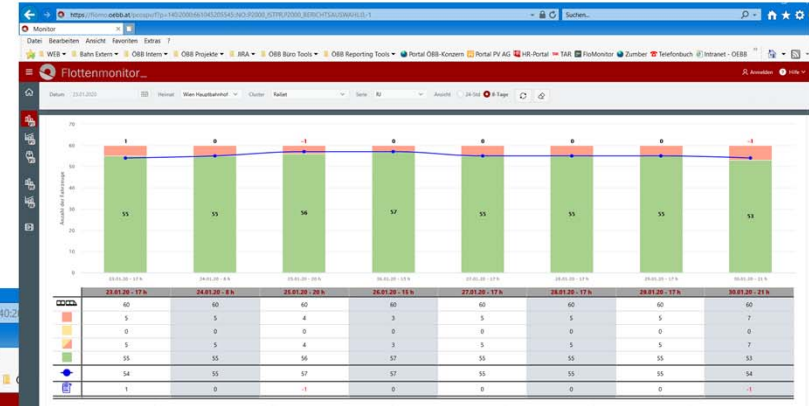 https://flomo.oebb.at/
Suchen...
Monitor
Datei Bearbeiten Ansicht Favoriten Extras ?
WEB Bahn Extern ÖBB Intern ÖBB Projekte JIRA ÖBB Büro Tools ÖBB Reporting Tools Portal ÖBB-Konzern Portal PV AG HR-Portal TAR FloMonitor Zumber Telefonbuch Intranet - OEBB
Flottenmonitor_ Anmelden Hilfe
Datum 23.01.2020 Heimat Wien Hauptbahnhof Cluster Railjet Serie RJ Ansicht 24-Std 8-Tage
Anzahl der Fahrzeuge
70
60
50
40
30
20
10
0
1 0 -1 0 0 0 0 -1
55 55 56 57 55 55 55 53
23.01.20 - 17 h 24.01.20 - 8 h 25.01.20 - 20 h 26.01.20 - 15 h 27.01.20 - 17 h 28.01.20 - 17 h 29.01.20 - 17 h 30.01.20 - 21 h
23.01.20 - 17 h 24.01.20 - 8 h 25.01.20 - 20 h 26.01.20 - 15 h 27.01.20 - 17 h 28.01.20 - 17 h 29.01.20 - 17 h 30.01.20 - 21 h
60 60 60 60 60 60 60 60
5 5 4 3 5 5 5 7
0 0 0 0 0 0 0 0
5 5 4 3 5 5 5 7
55 55 56 57 55 55 55 53
54 55 57 57 55 55 55 54
1 0 -1 0 0 0 0 -1